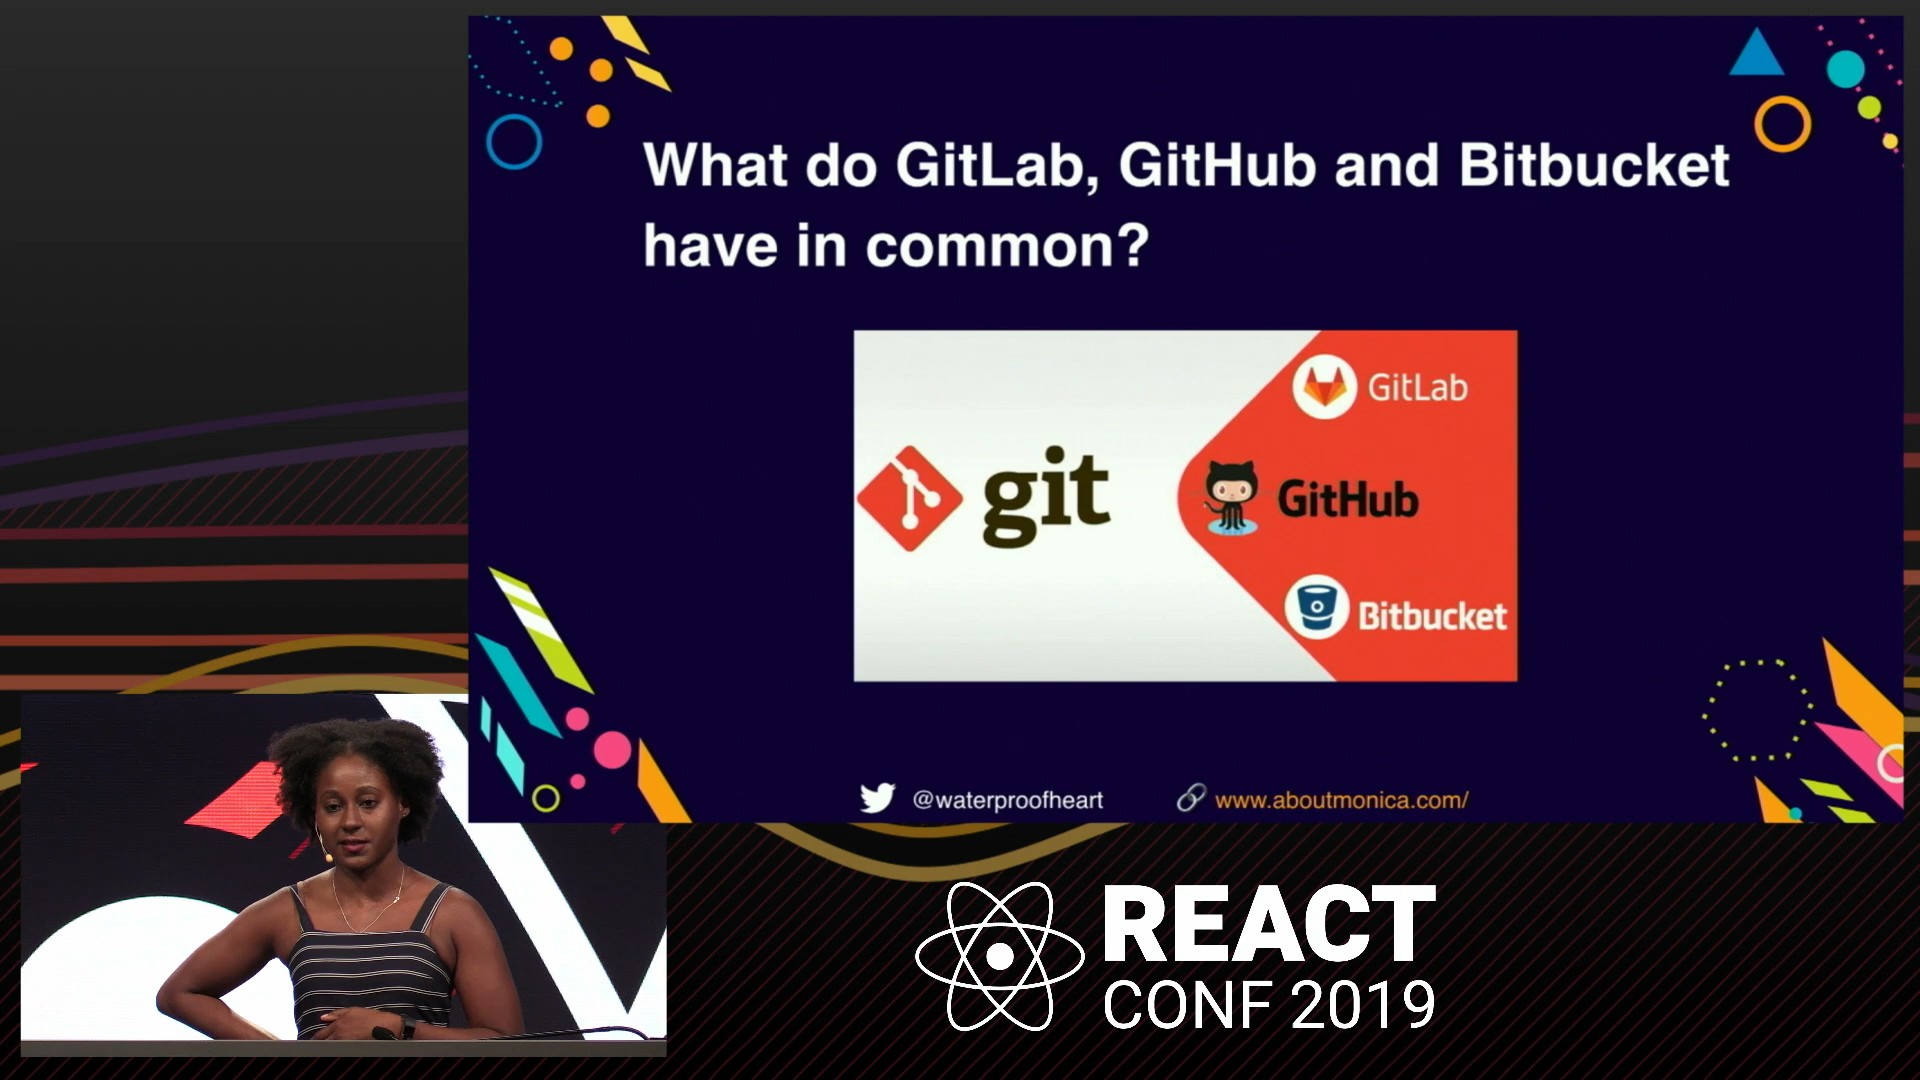 What do GitLab, GitHub and Bitbucket
have in common?
GitLab
git
GitHub
Bitbucket
@waterproofheart
www.aboutmonica.com/
REACT
CONF 2019